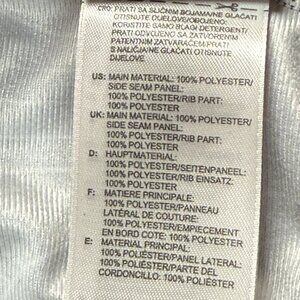 CRO: PRATI SA SLIČNIM BOJAMA/NE GLAČATI
OTISNUTE DIJELOVE/OBOJENO.
KORISTITE SAMO BLAGI DETERGENT/
PRATI ODVOJENO SA ZATVORENIM
PATENTNIM ZATVARAČEM/PRATI
S NALIČJA/NE GLAČATI OTISNUTE
DIJELOVE
US: MAIN MATERIAL: 100% POLYESTER/
SIDE SEAM PANEL:
100% POLYESTER/RIB PART:
100% POLYESTER
UK: MAIN MATERIAL: 100% POLYESTER/
SIDE SEAM PANEL:
100% POLYESTER/RIB PART:
100% POLYESTER
D: HAUPTMATERIAL:
100% POLYESTER/SEITENPANEEL:
100% POLYESTER/RIB EINSATZ:
100% POLYESTER
F: MATIERE PRINCIPALE:
100% POLYESTER/PANNEAU
LATÉRAL DE COUTURE:
100% POLYESTER/EMPIECEMENT
EN BORD COTE: 100% POLYESTER
E: MATERIAL PRINCIPAL:
100% POLIÉSTER/PANEL LATERAL:
100% POLIÉSTER/PARTE DEL
CORDONCILLO: 100% POLIÉSTER